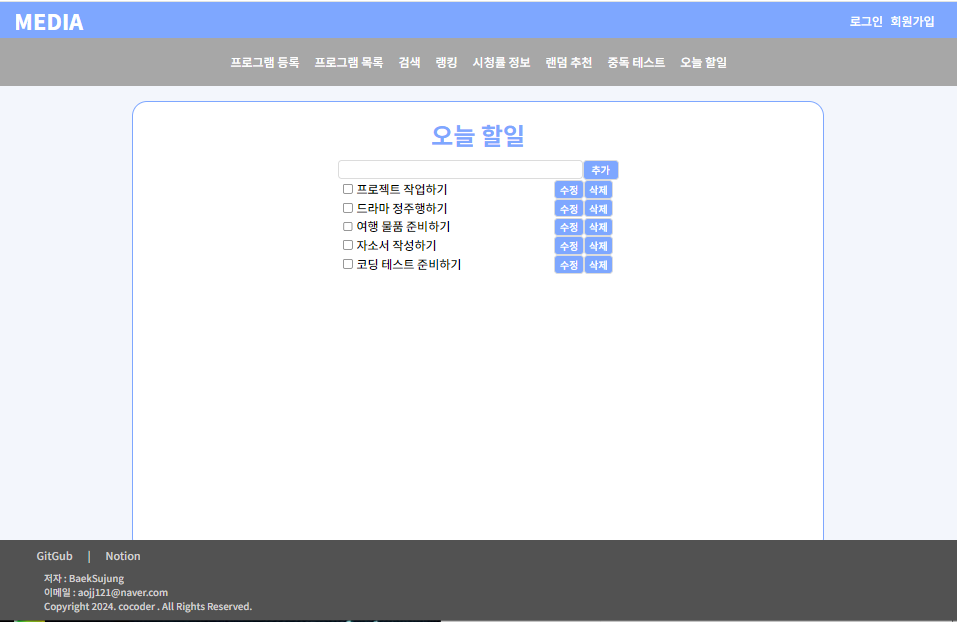 MEDIA
로그인 회원가입
프로그램 등록 프로그램 목록 검색 랭킹 시청률 정보 랜덤 추천 중독 테스트 오늘 할일
오늘 할일
추가
프로젝트 작업하기 수정 삭제
드라마 정주행하기 수정 삭제
여행 물품 준비하기 수정 삭제
자소서 작성하기 수정 삭제
코딩 테스트 준비하기 수정 삭제
GitGub | Notion
저자 : BaekSujung
이메일 : aojj121@naver.com
Copyright 2024. cocoder . All Rights Reserved.